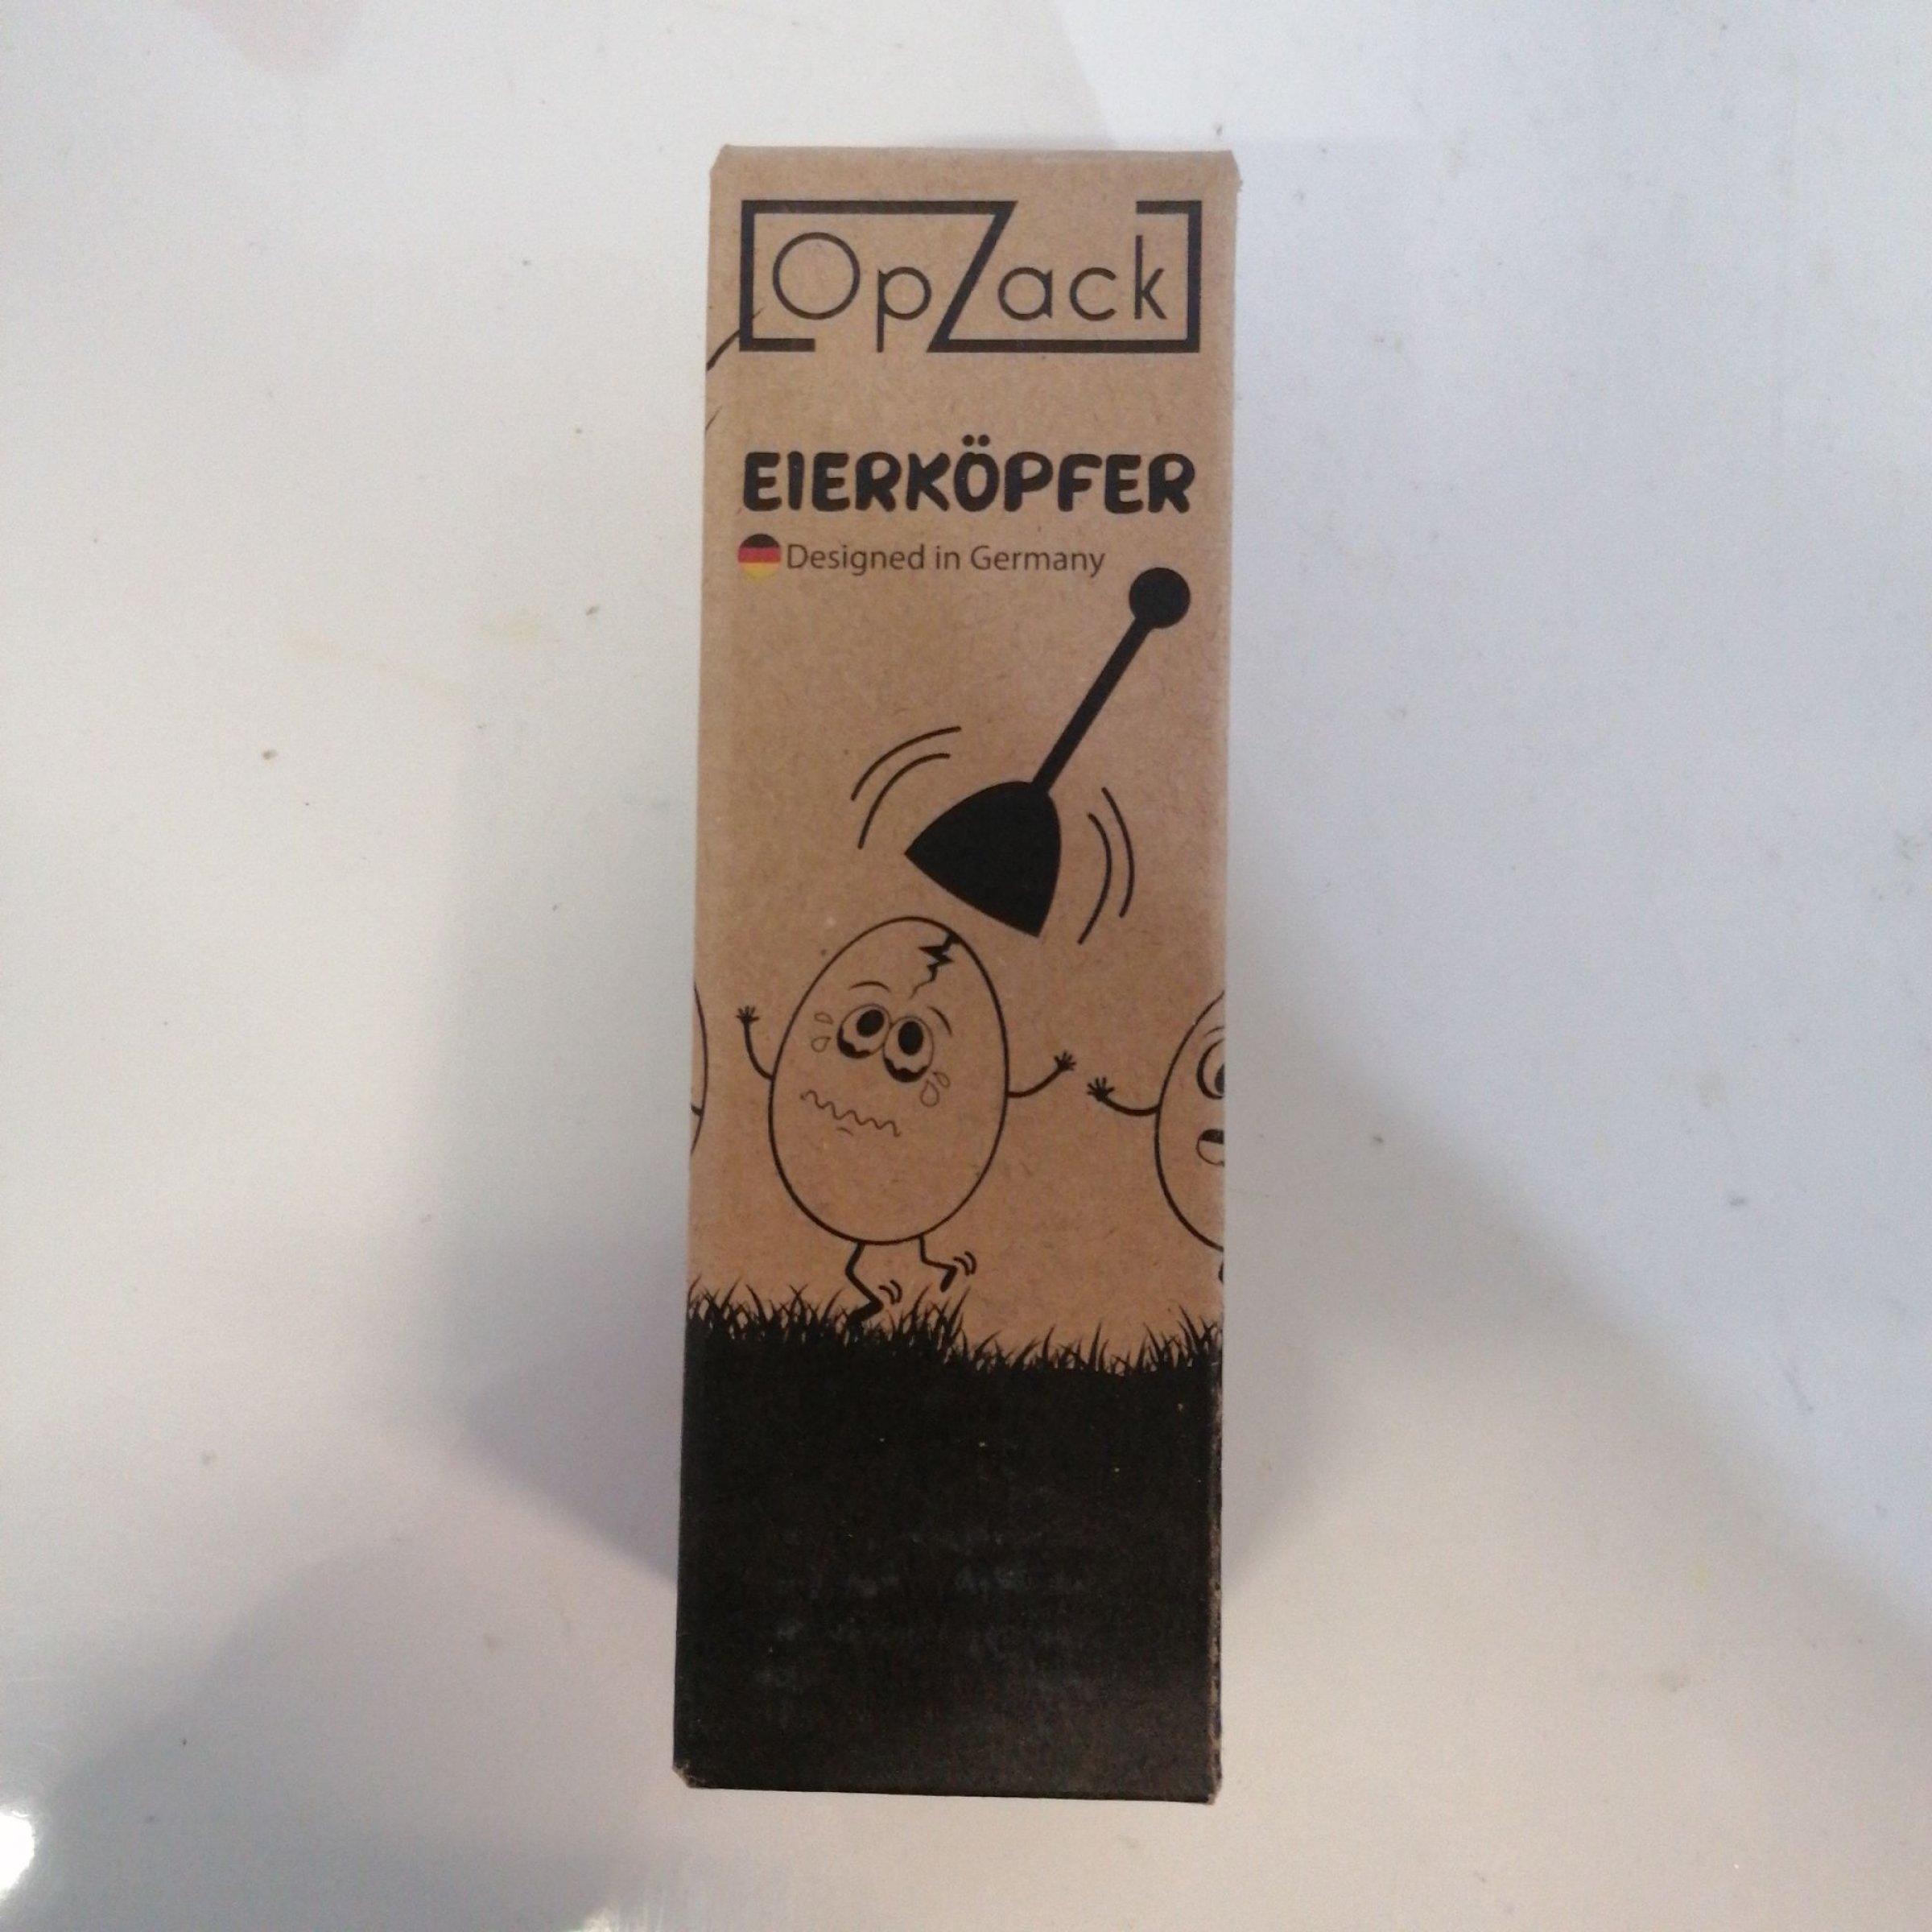 OpZack
EIERKÖPFER
Designed in Germany